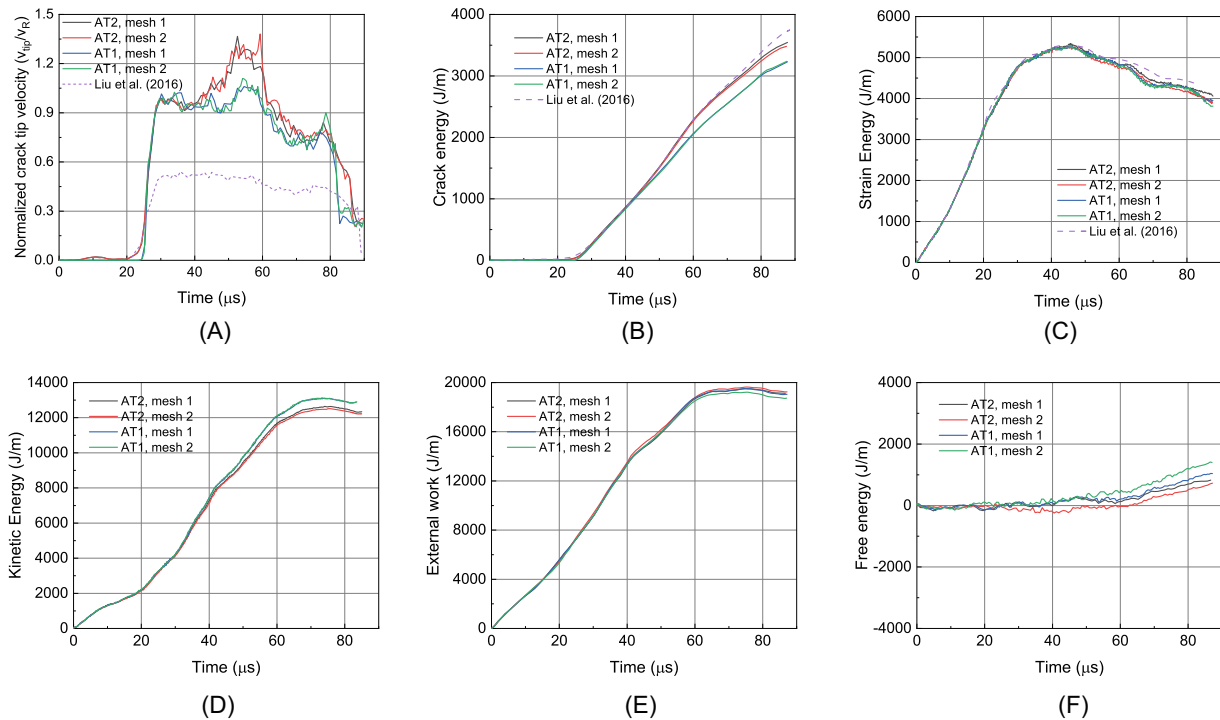 Normalized crack tip velocity (v_tip/v_R)
1.5
1.2
0.9
0.6
0.3
0.0
AT2, mesh 1
AT2, mesh 2
AT1, mesh 1
AT1, mesh 2
Liu et al. (2016)
0 20 40 60 80
Time (μs)
(A)
Crack energy (J/m)
4000
3000
2000
1000
0
AT2, mesh 1
AT2, mesh 2
AT1, mesh 1
AT1, mesh 2
Liu et al. (2016)
0 20 40 60 80
Time (μs)
(B)
Strain Energy (J/m)
6000
5000
4000
3000
2000
1000
0
AT2, mesh 1
AT2, mesh 2
AT1, mesh 1
AT1, mesh 2
Liu et al. (2016)
0 20 40 60 80
Time (μs)
(C)
Kinetic Energy (J/m)
14000
12000
10000
8000
6000
4000
2000
0
AT2, mesh 1
AT2, mesh 2
AT1, mesh 1
AT1, mesh 2
0 20 40 60 80
Time (μs)
(D)
External work (J/m)
20000
16000
12000
8000
4000
0
AT2, mesh 1
AT2, mesh 2
AT1, mesh 1
AT1, mesh 2
0 20 40 60 80
Time (μs)
(E)
Free energy (J/m)
4000
2000
0
-2000
-4000
AT2, mesh 1
AT2, mesh 2
AT1, mesh 1
AT1, mesh 2
0 20 40 60 80
Time (μs)
(F)